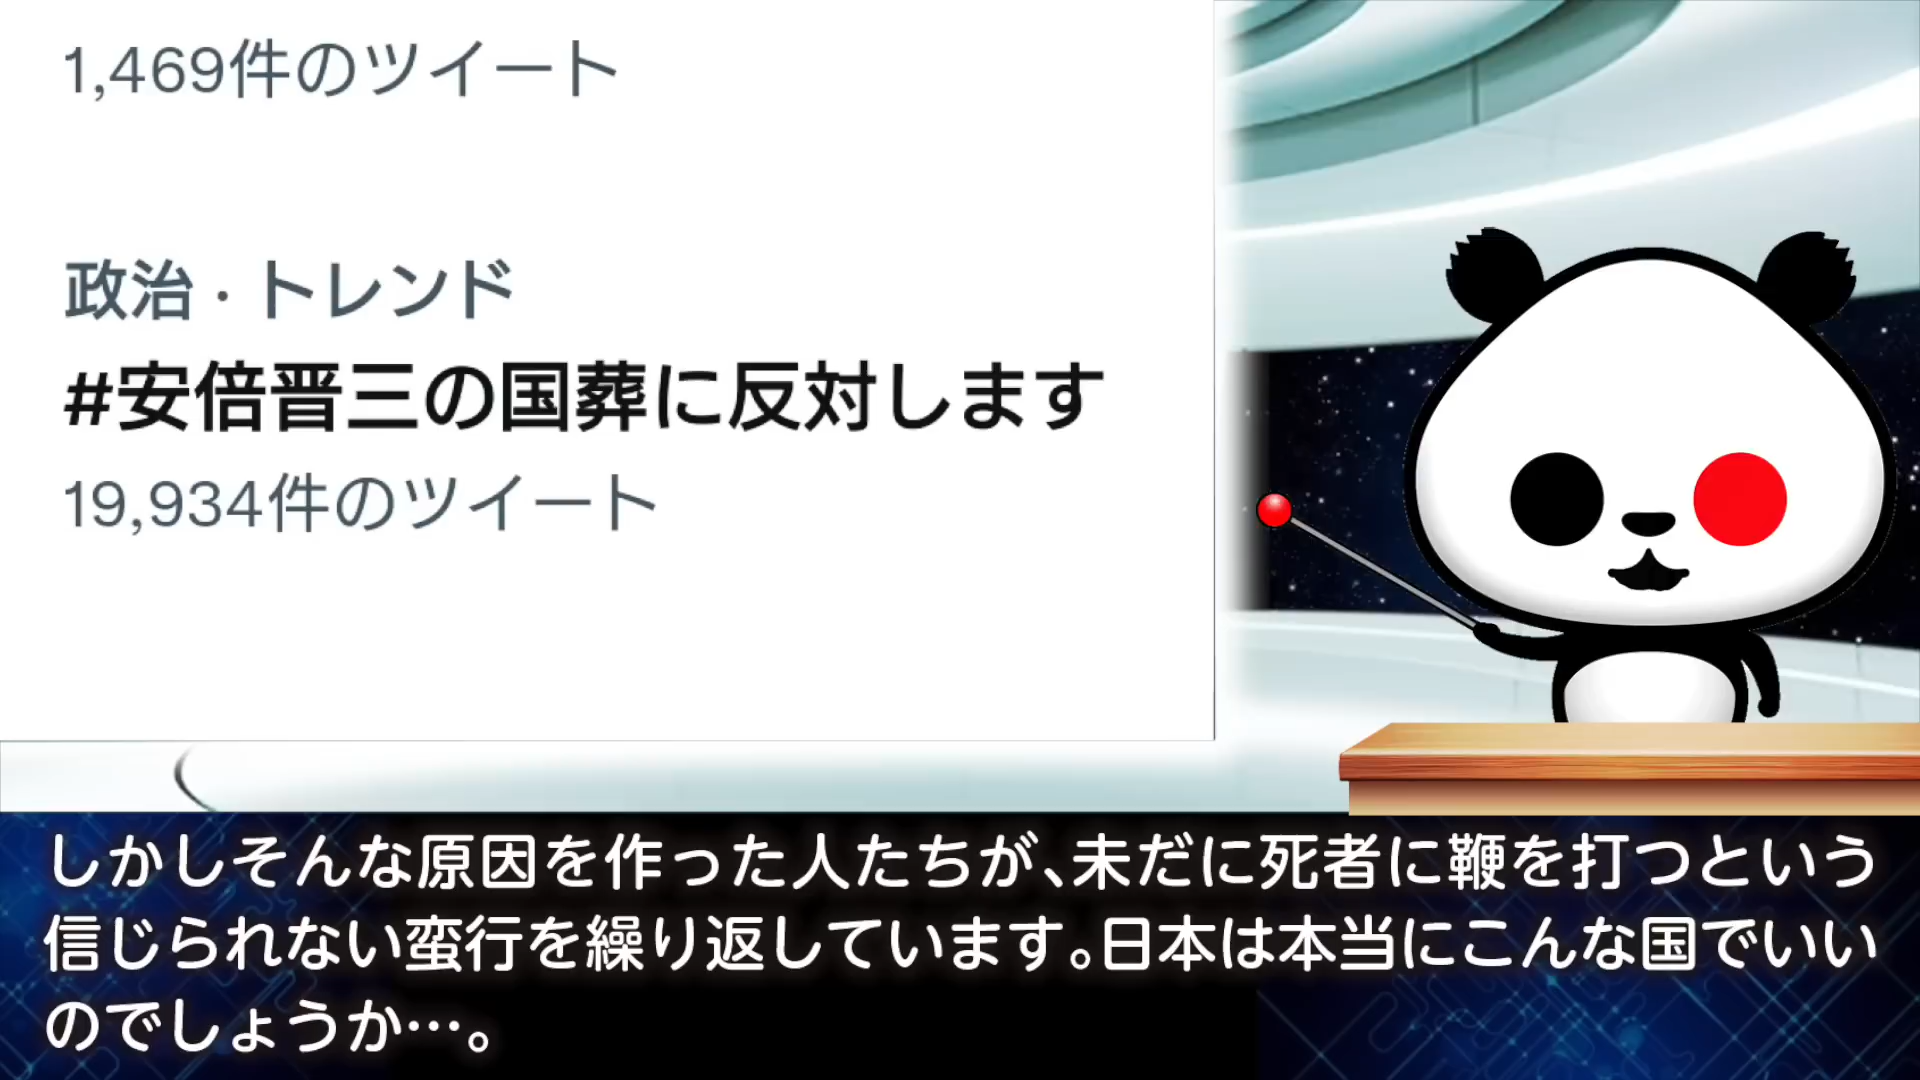 1,469件のツイート
政治 · トレンド
#安倍晋三の国葬に反対します
19,934件のツイート
しかしそんな原因を作った人たちが、未だに死者に鞭を打つという
信じられない蛮行を繰り返しています。日本は本当にこんな国でいい
のでしょうか…。